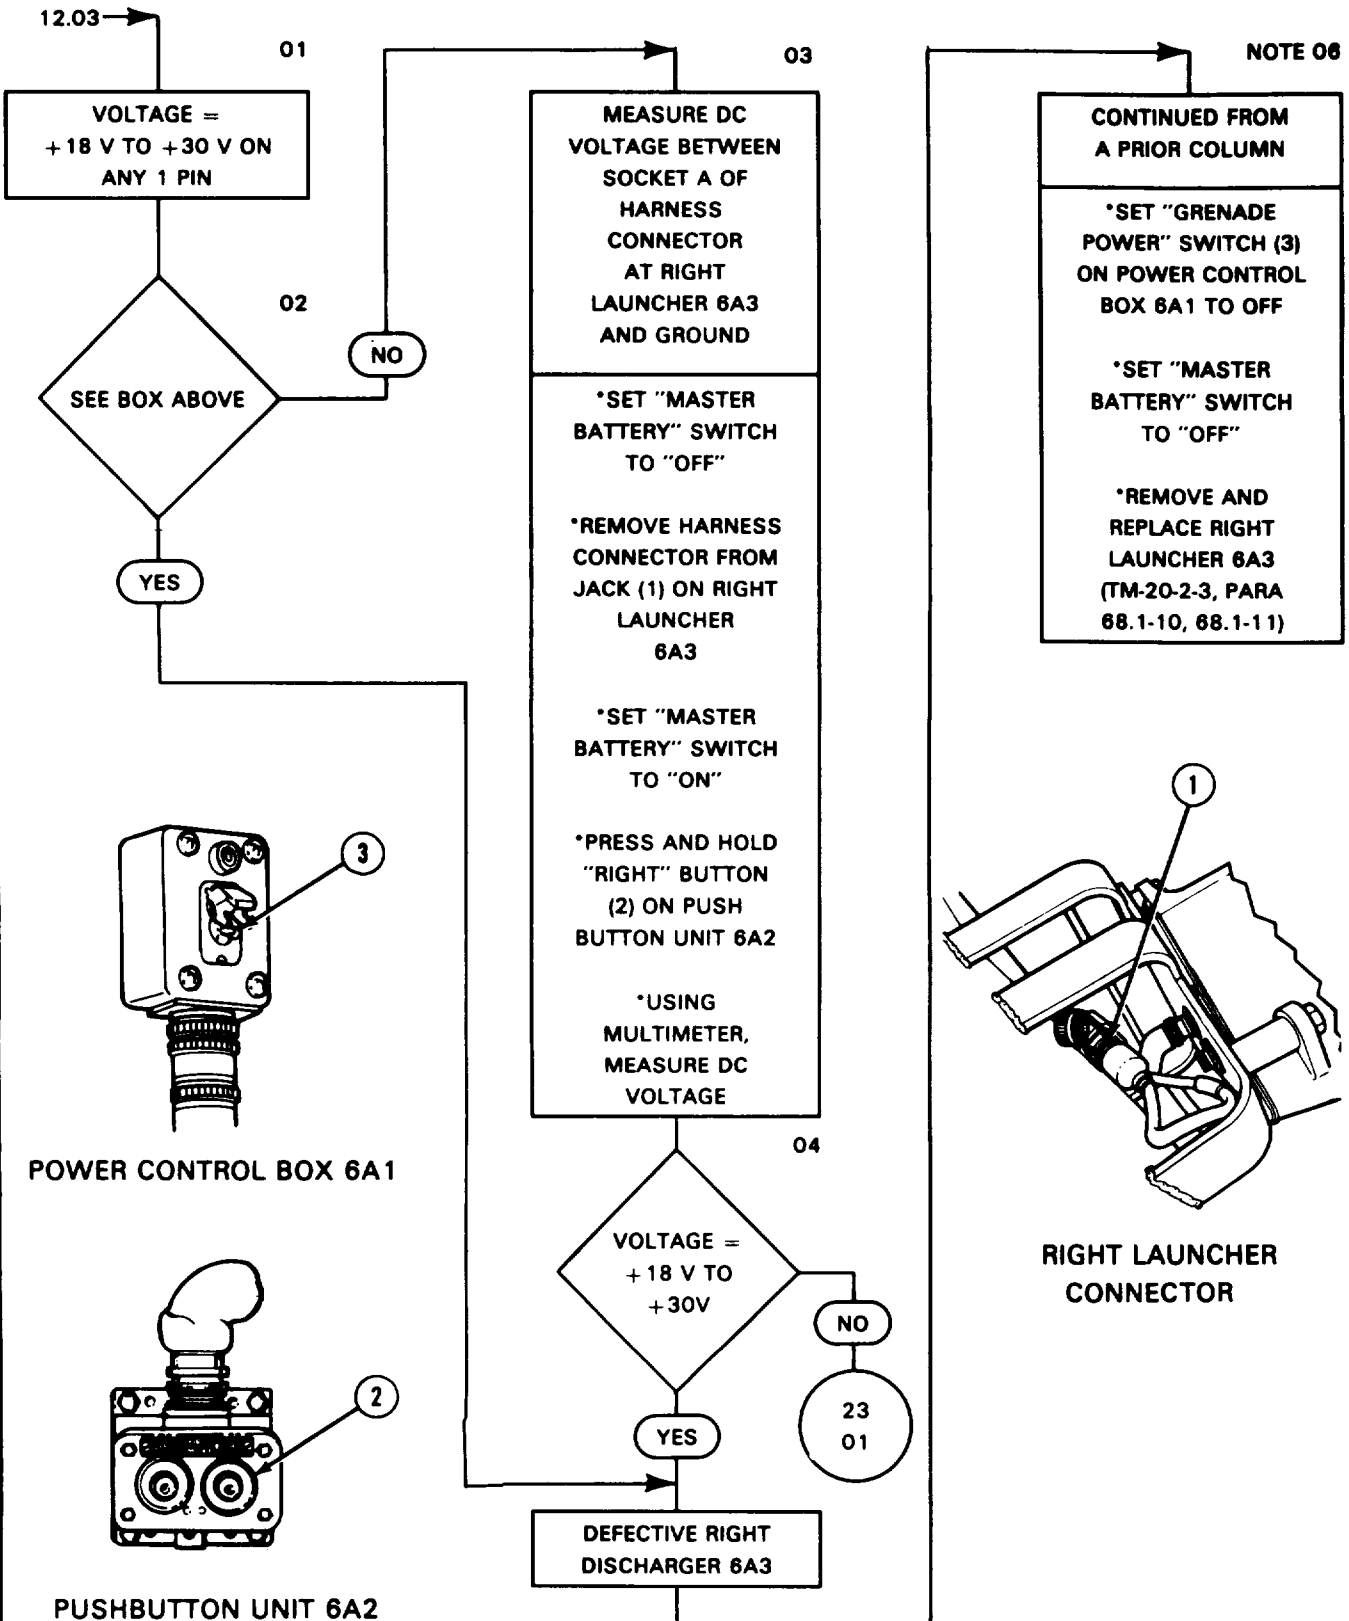 12.03
01
VOLTAGE =
+18 V TO +30 V ON
ANY 1 PIN
02
SEE BOX ABOVE
NO
YES
03
MEASURE DC
VOLTAGE BETWEEN
SOCKET A OF
HARNESS
CONNECTOR
AT RIGHT
LAUNCHER 6A3
AND GROUND
*SET "MASTER
BATTERY" SWITCH
TO "OFF"
*REMOVE HARNESS
CONNECTOR FROM
JACK (1) ON RIGHT
LAUNCHER
6A3
*SET "MASTER
BATTERY" SWITCH
TO "ON"
*PRESS AND HOLD
"RIGHT" BUTTON
(2) ON PUSH
BUTTON UNIT 6A2
*USING
MULTIMETER,
MEASURE DC
VOLTAGE
04
VOLTAGE =
+18 V TO
+30V
NO
23
01
YES
DEFECTIVE RIGHT
DISCHARGER 6A3
NOTE 06
CONTINUED FROM
A PRIOR COLUMN
*SET "GRENADE
POWER" SWITCH (3)
ON POWER CONTROL
BOX 6A1 TO OFF
*SET "MASTER
BATTERY" SWITCH
TO "OFF"
*REMOVE AND
REPLACE RIGHT
LAUNCHER 6A3
(TM-20-2-3, PARA
68.1-10, 68.1-11)
3
POWER CONTROL BOX 6A1
2
PUSHBUTTON UNIT 6A2
1
RIGHT LAUNCHER
CONNECTOR